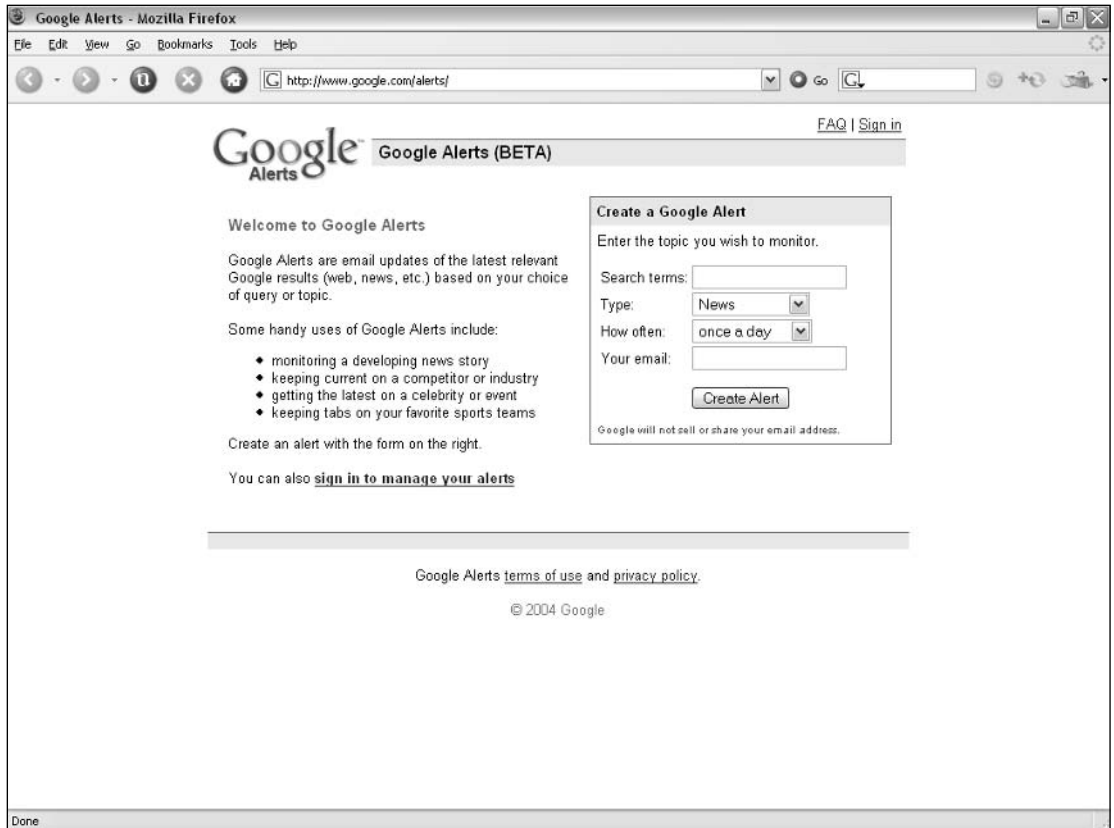 Google Alerts - Mozilla Firefox
File Edit View Go Bookmarks Tools Help
http://www.google.com/alerts/ Go
FAQ | Sign in
Google™ Alerts
Google Alerts (BETA)
Welcome to Google Alerts
Google Alerts are email updates of the latest relevant
Google results (web, news, etc.) based on your choice
of query or topic.
Some handy uses of Google Alerts include:
• monitoring a developing news story
• keeping current on a competitor or industry
• getting the latest on a celebrity or event
• keeping tabs on your favorite sports teams
Create an alert with the form on the right.
You can also sign in to manage your alerts
Create a Google Alert
Enter the topic you wish to monitor.
Search terms:
Type: News
How often: once a day
Your email:
Create Alert
Google will not sell or share your email address.
Google Alerts terms of use and privacy policy.
© 2004 Google
Done